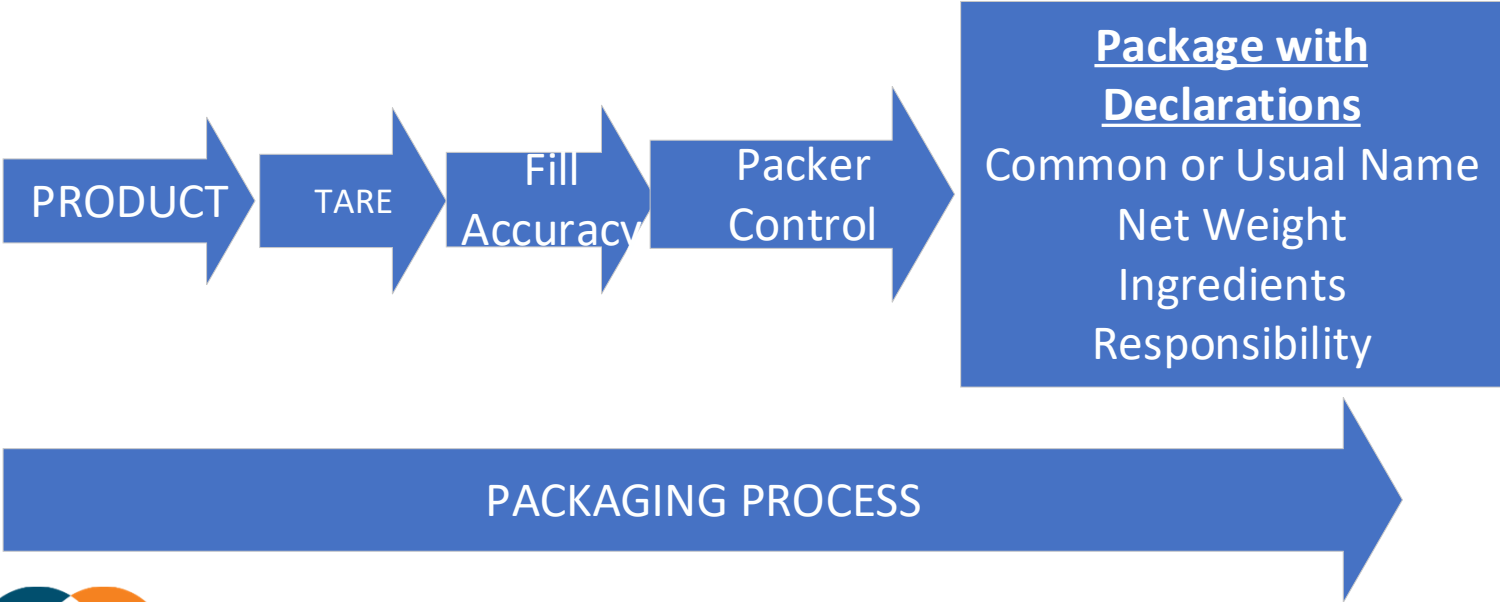 PRODUCT
TARE
Fill
Accuracy
Packer
Control
Package with
Declarations
Common or Usual Name
Net Weight
Ingredients
Responsibility
PACKAGING PROCESS